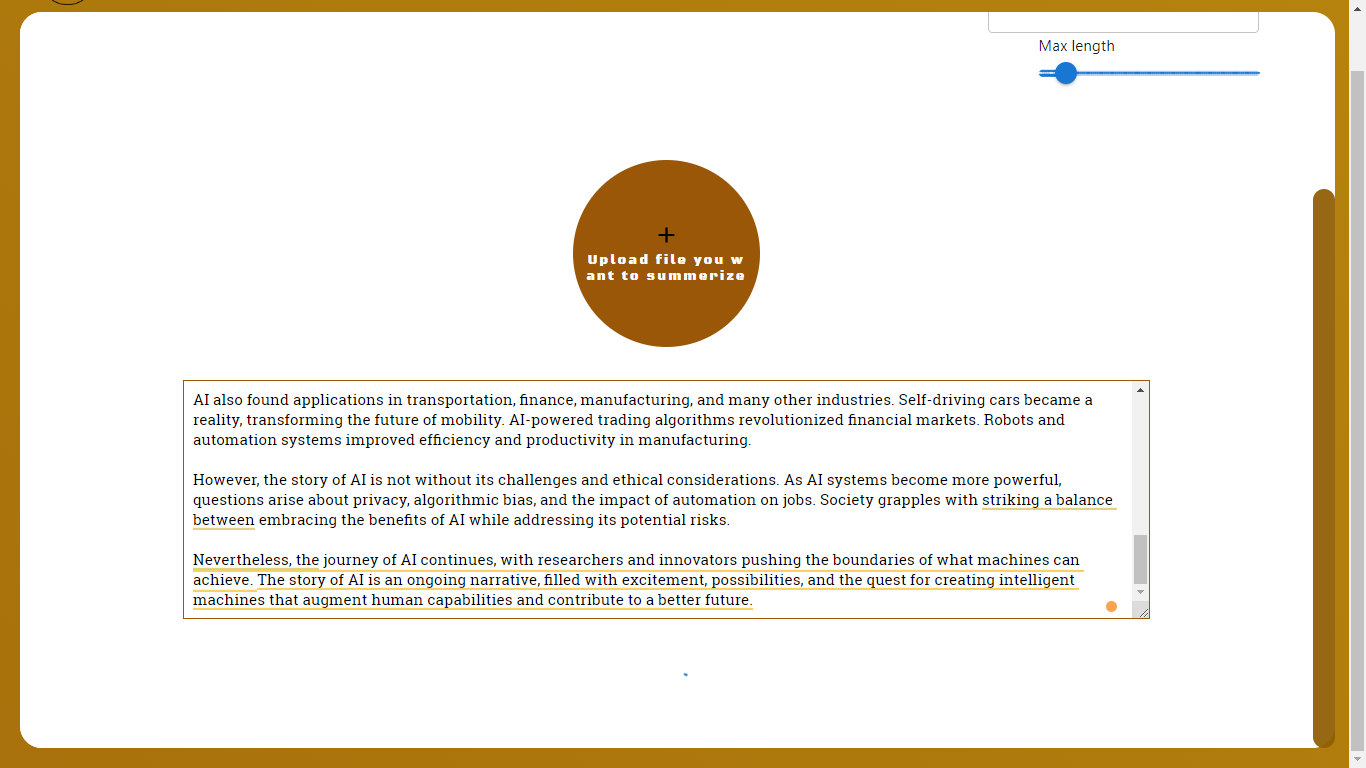 Max length
+
Upload file you w
ant to summerize
AI also found applications in transportation, finance, manufacturing, and many other industries. Self-driving cars became a
reality, transforming the future of mobility. AI-powered trading algorithms revolutionized financial markets. Robots and
automation systems improved efficiency and productivity in manufacturing.
However, the story of AI is not without its challenges and ethical considerations. As AI systems become more powerful,
questions arise about privacy, algorithmic bias, and the impact of automation on jobs. Society grapples with striking a balance
between embracing the benefits of AI while addressing its potential risks.
Nevertheless, the journey of AI continues, with researchers and innovators pushing the boundaries of what machines can
achieve. The story of AI is an ongoing narrative, filled with excitement, possibilities, and the quest for creating intelligent
machines that augment human capabilities and contribute to a better future.